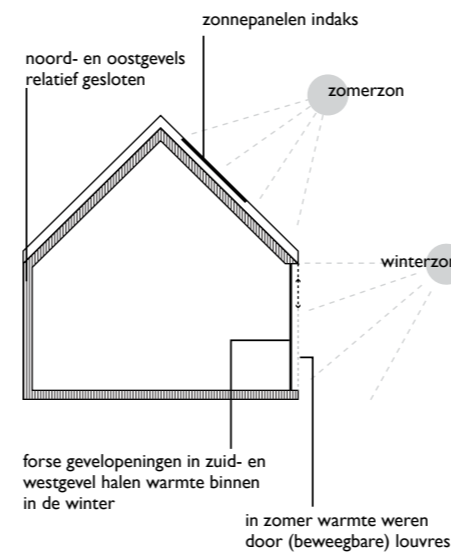 zonnepanelen indaks
noord- en oostgevels
relatief gesloten
zomerzon
winterzon
forse gevelopeningen in zuid- en
westgevel halen warmte binnen
in de winter
in zomer warmte weren
door (beweegbare) louvres